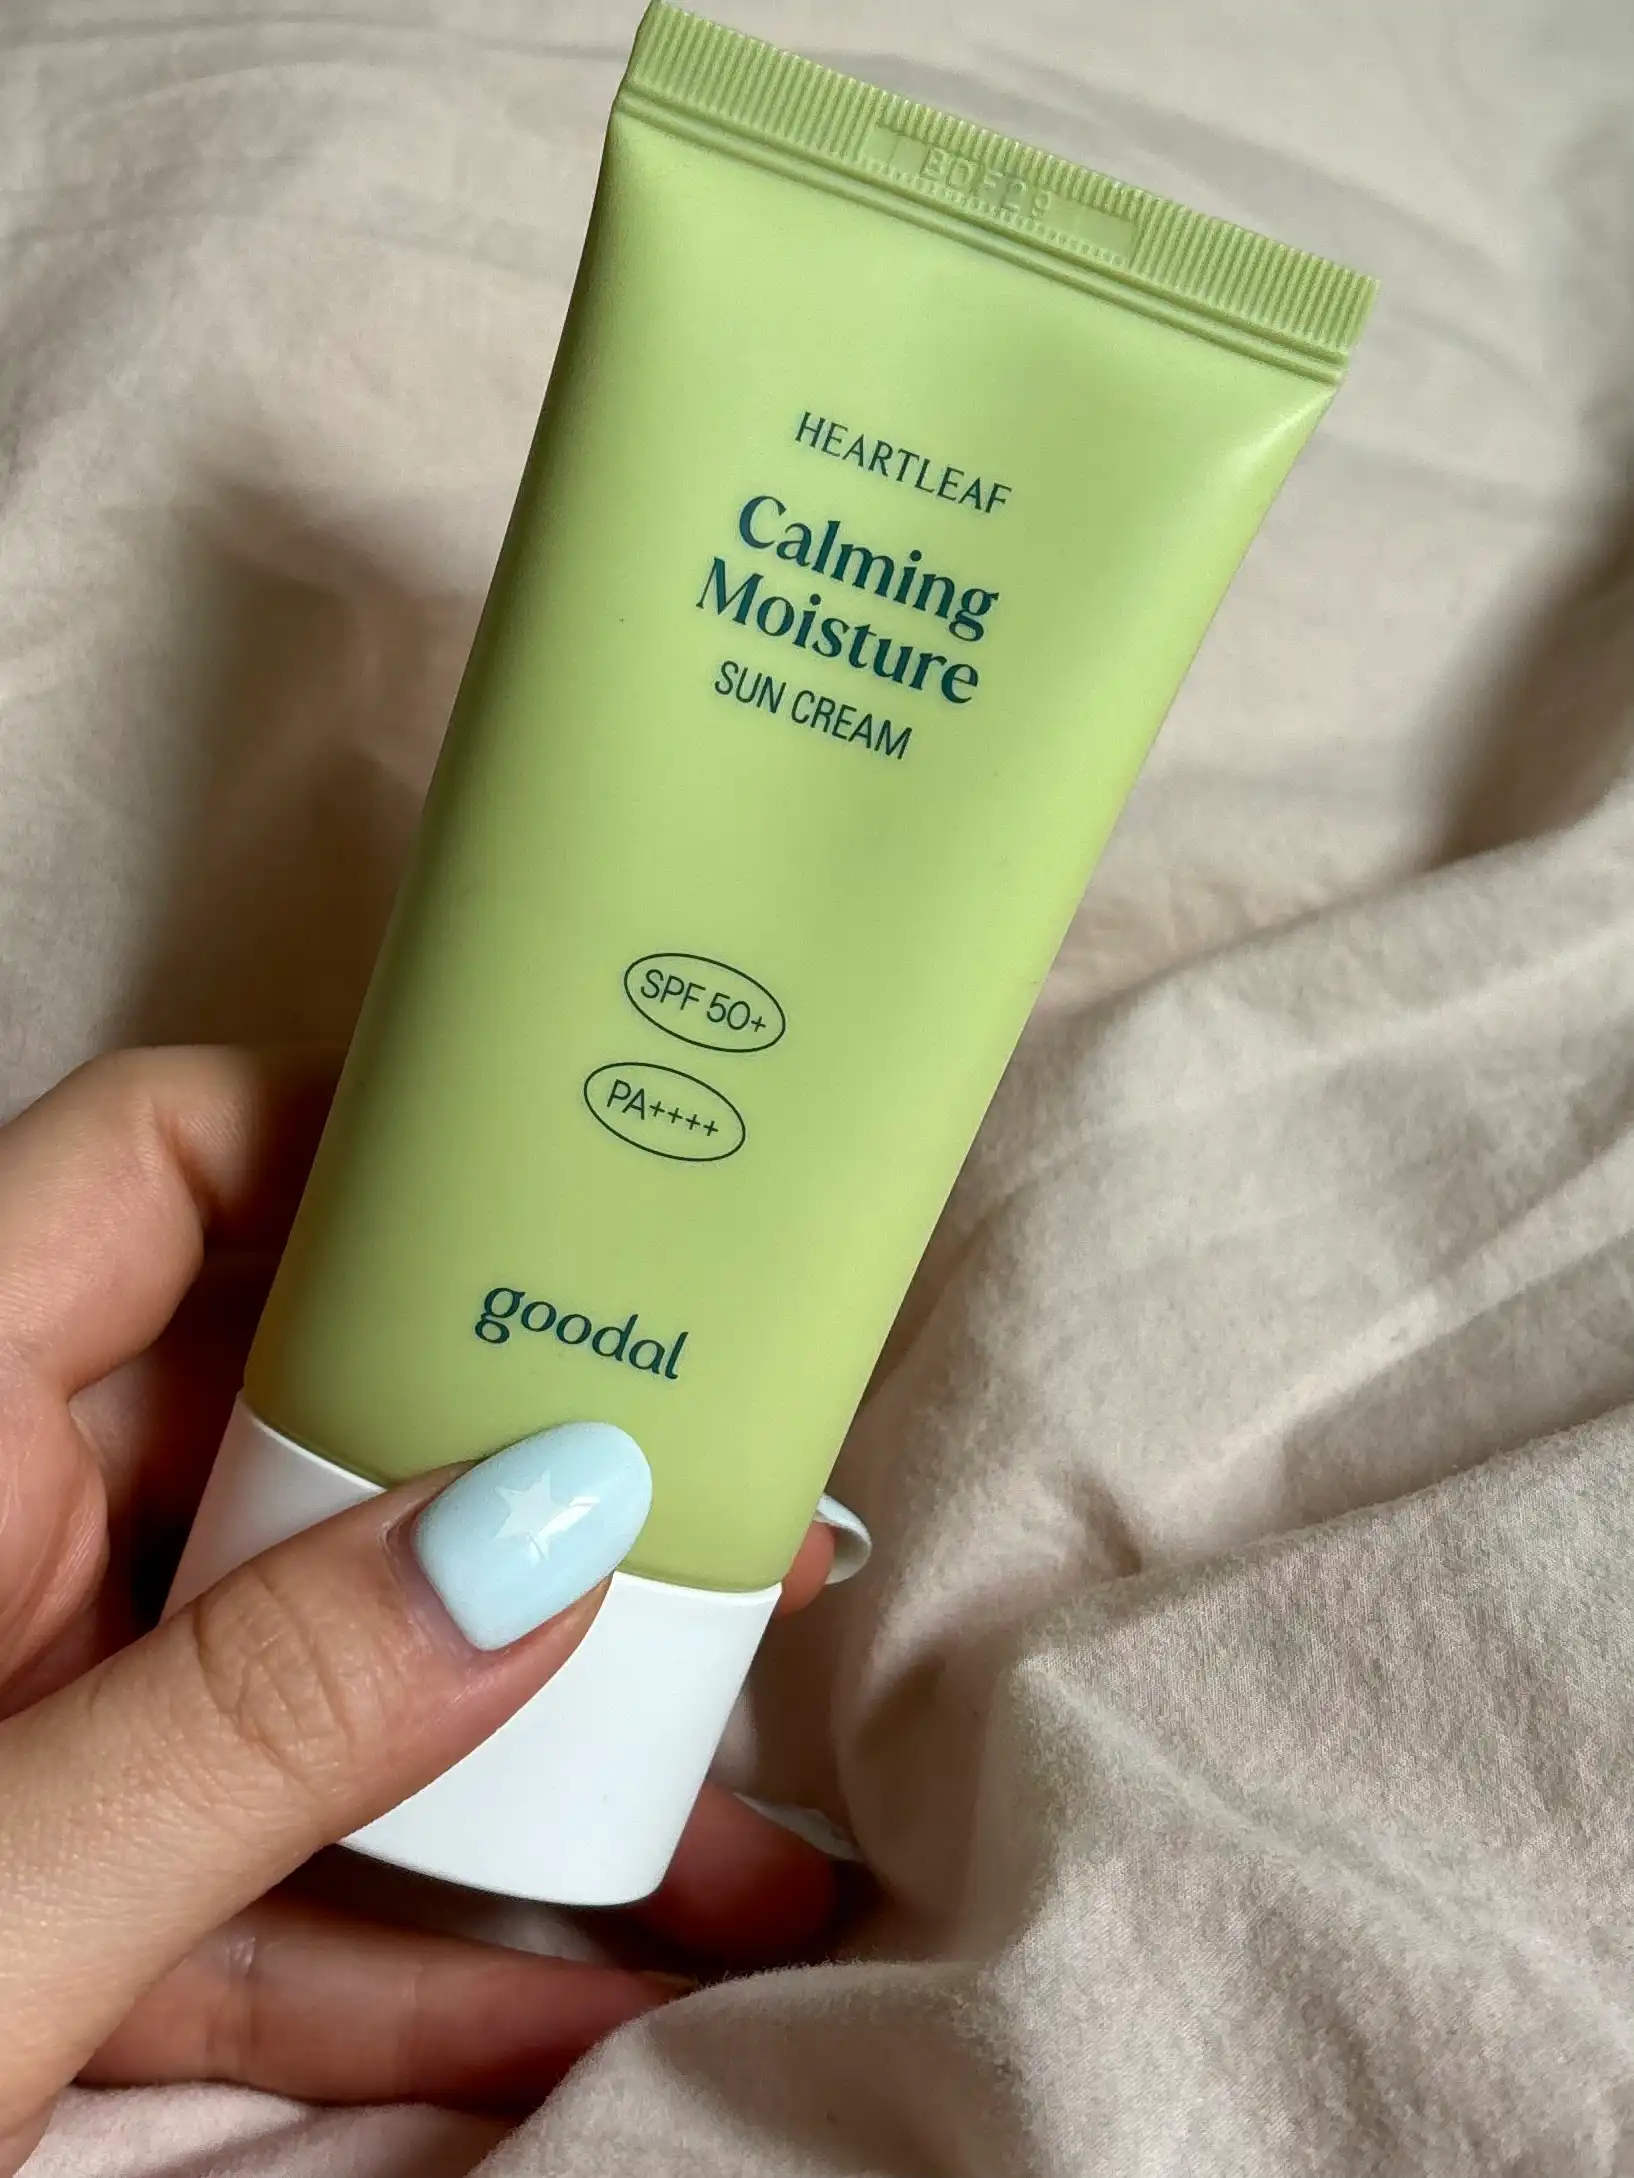 HEARTLEAF
Calming
Moisture
SUN CREAM
SPF 50+
PA++++
goodal